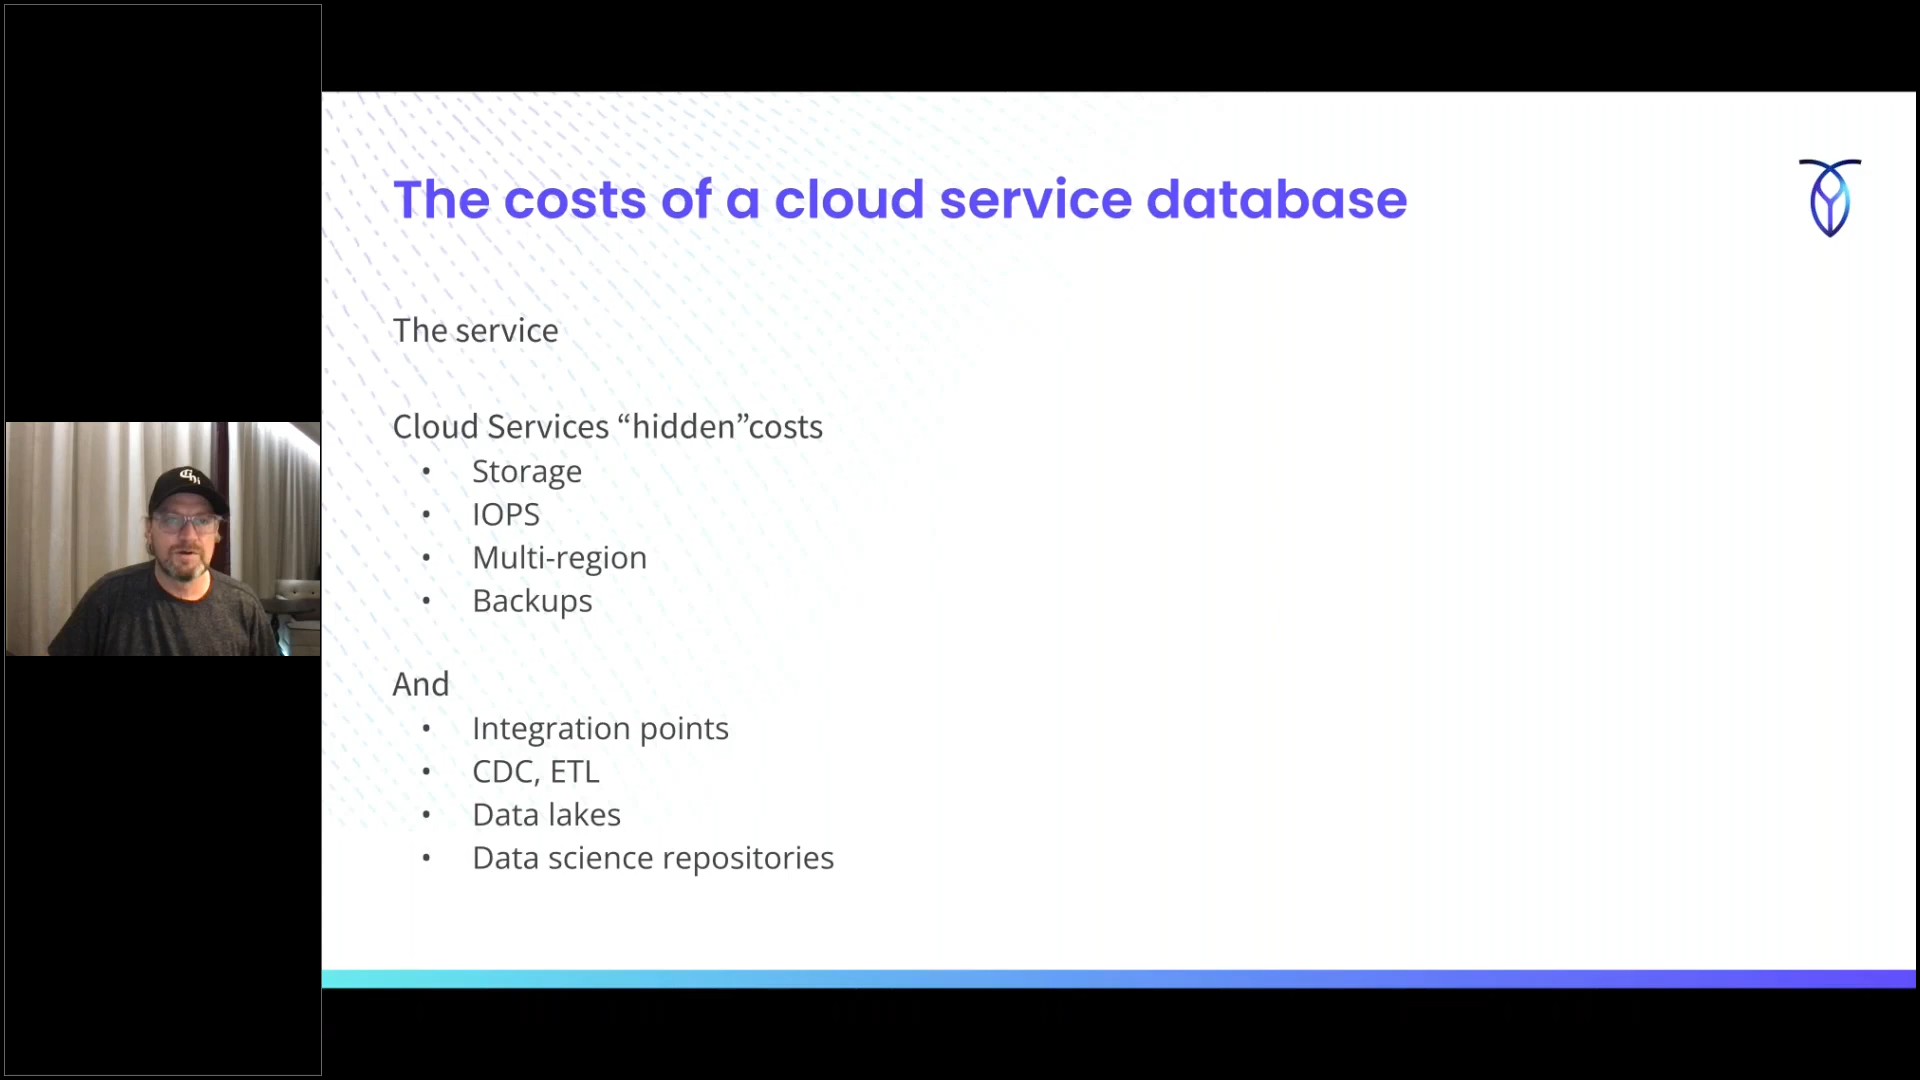 The costs of a cloud service database
The service
Cloud Services “hidden”costs
• Storage
• IOPS
• Multi-region
• Backups
And
• Integration points
• CDC, ETL
• Data lakes
• Data science repositories